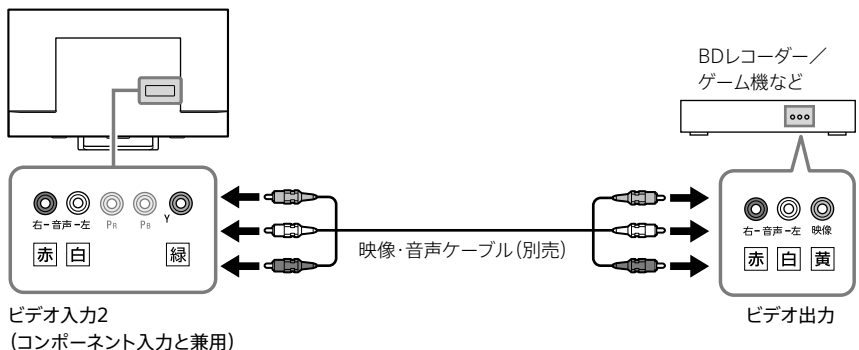 BDレコーダー／
ゲーム機など
右-音声-左 PR PB Y
赤 白 緑
映像･音声ケーブル（別売）
右-音声-左 映像
赤 白 黄
ビデオ入力2
（コンポーネント入力と兼用）
ビデオ出力